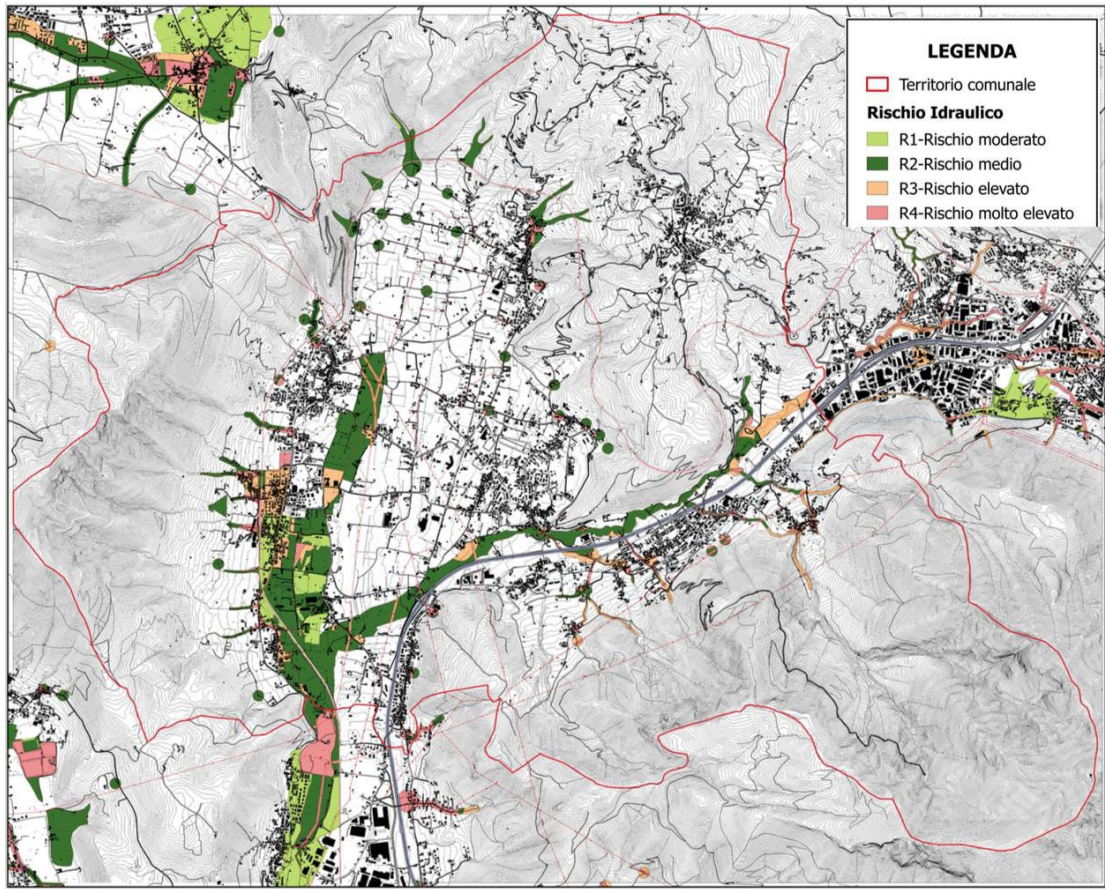 LEGENDA
Territorio comunale
Rischio Idraulico
R1-Rischio moderato
R2-Rischio medio
R3-Rischio elevato
R4-Rischio molto elevato